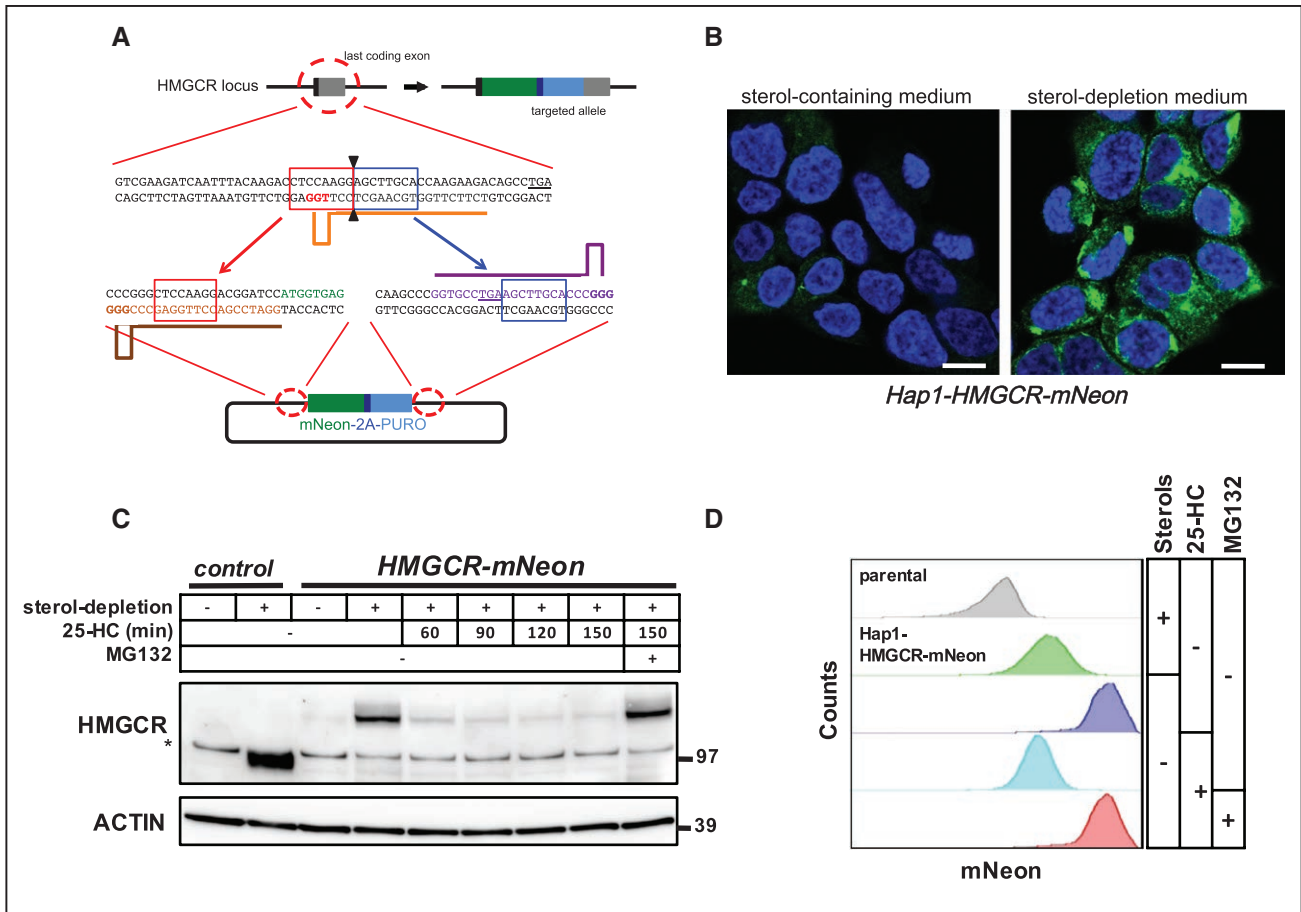 A
last coding exon
HMGCR locus
targeted allele
GTCGAAGATCAATTTACAAGACCTCCAAGGAGCTTGCACCAAGAAGACAGCCTGA
CAGCTTCTAGTTAAATGTTCTGGAGGTTCCTCGAACGTGGTTCTTCTGTCGGACT
CCCGGGCTCCAAGGACGGATCCATGGTGAG
GGGCCCGAGGTTCCAGCCTAGGTACCACTC
CAAGCCCGGTGCCTGAAGCTTGCACCCGGG
GTTCGGGCCACGGACTTCGAACGTGGGCCC
mNeon-2A-PURO
B
sterol-containing medium
sterol-depletion medium
Hap1-HMGCR-mNeon
C
control
HMGCR-mNeon
sterol-depletion - + - + + + + + +
25-HC (min) - 60 90 120 150 150
MG132 - +
HMGCR
*
97
ACTIN
39
D
Sterols
25-HC
MG132
parental
Hap1-
HMGCR-mNeon
+
-
-
-
+
+
Counts
mNeon